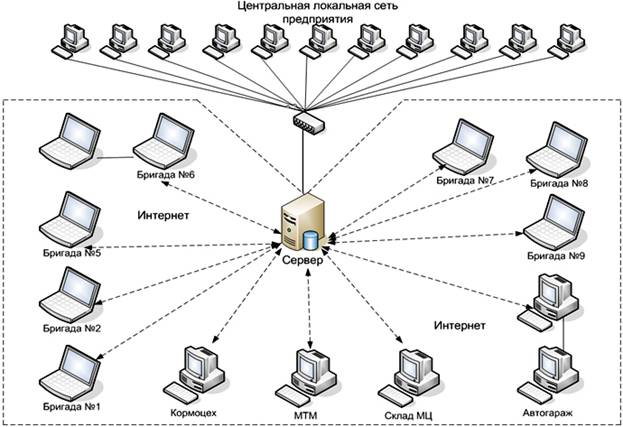 Центральная локальная сеть
предприятия
Бригада №6
Бригада №7
Бригада №8
Интернет
Бригада №5
Сервер
Бригада №9
Бригада №2
Интернет
Бригада №1
Кормоцех
МТМ
Склад МЦ
Автогараж